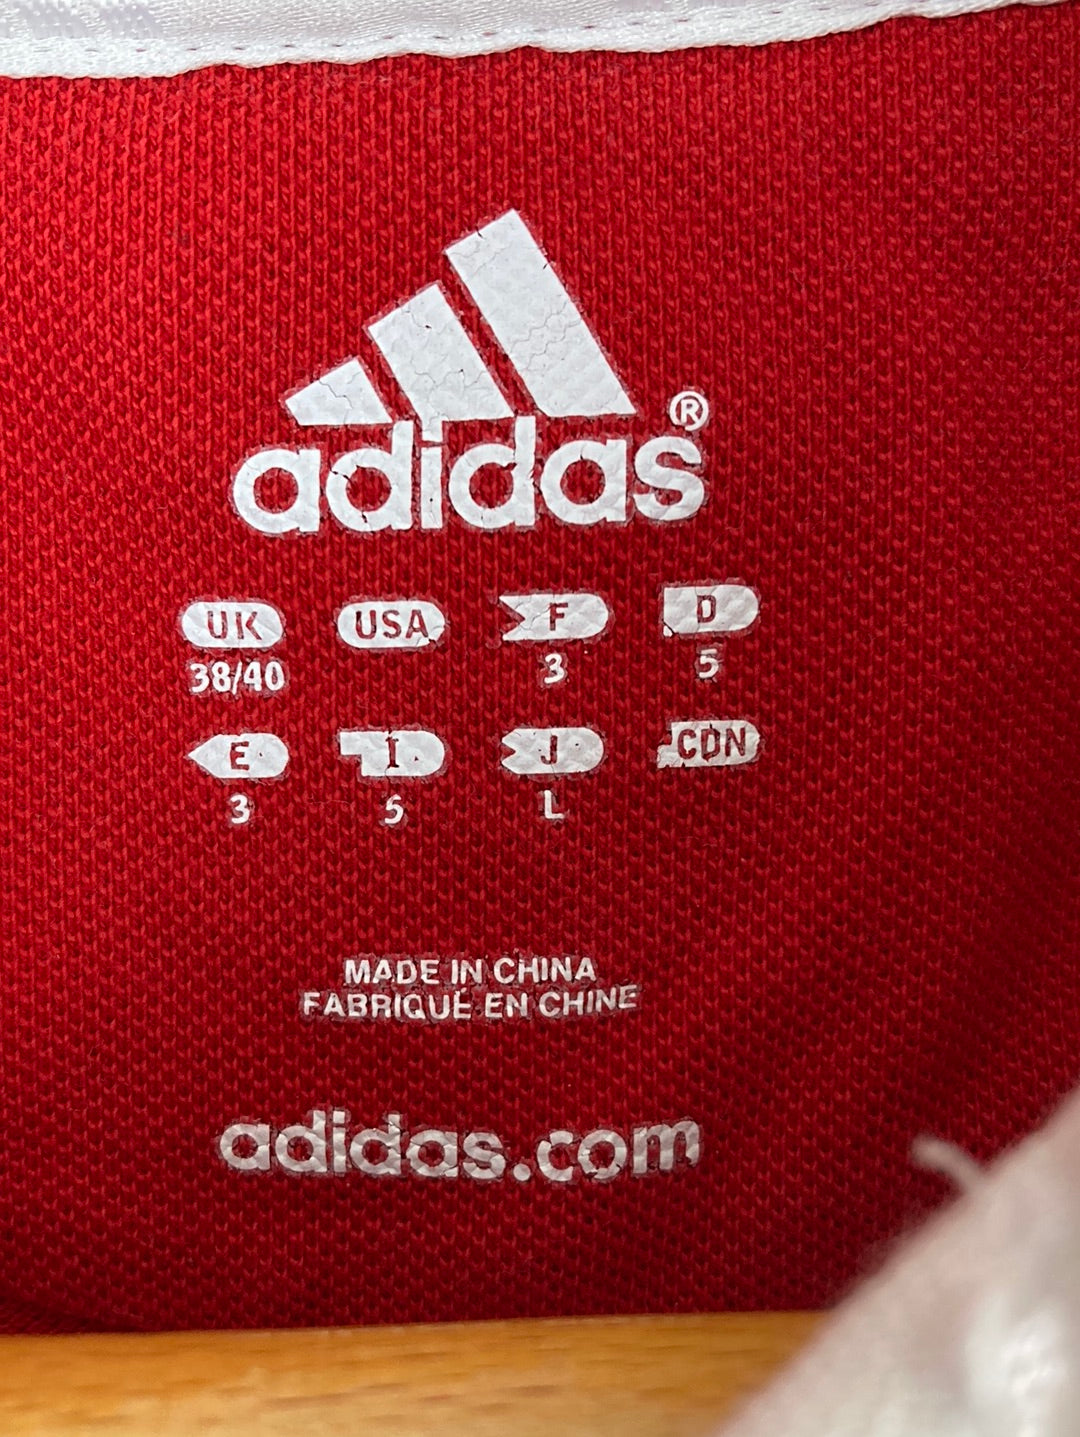 adidas®
UK USA F D
38/40 3 5
E I J CDN
3 5 L
MADE IN CHINA
FABRIQUÉ EN CHINE
adidas.com